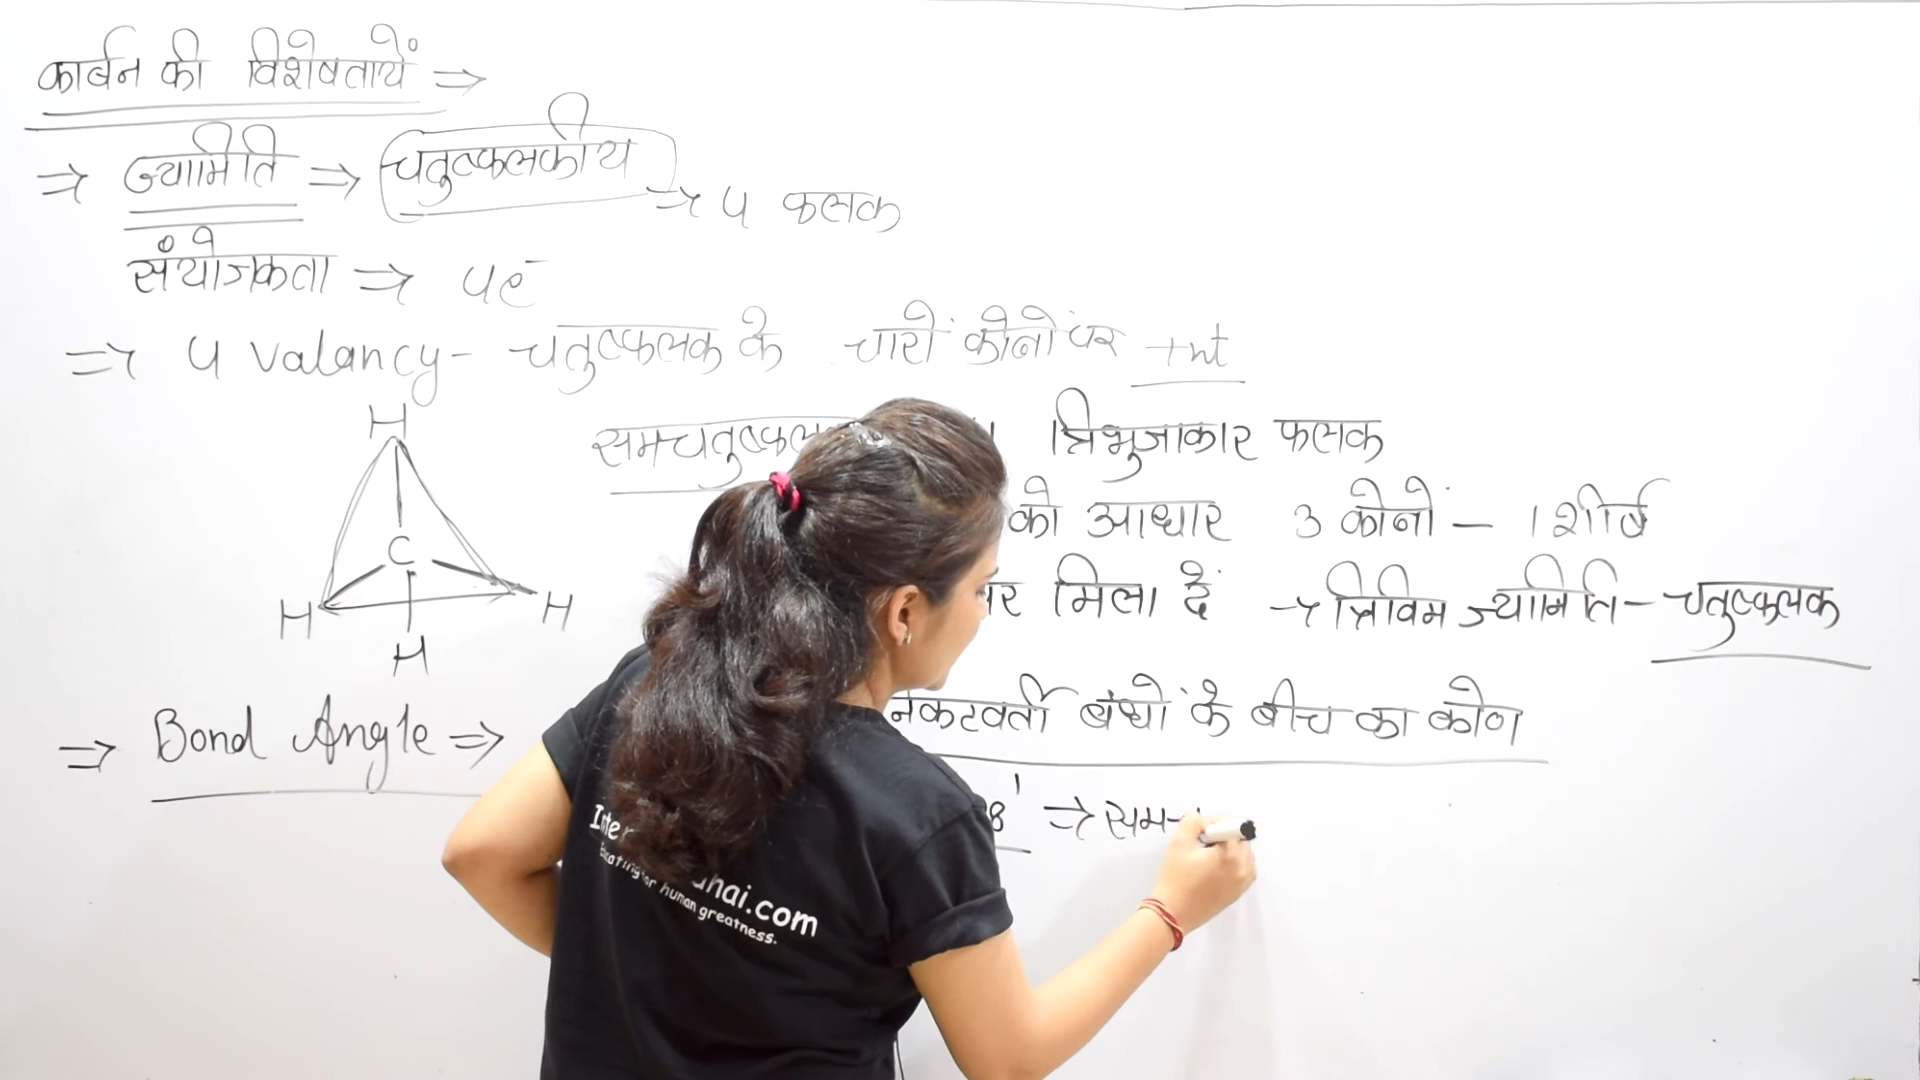 कार्बन की विशेषतायें ⇒
⇒ ज्यामिति ⇒ चतुष्फलकीय → 4 फलक
संयोजकता ⇒ 4e⁻
⇒ 4 valancy - चतुष्फलक के चारों कोनों पर +nt
समचतुष्फल त्रिभुजाकार फलक
को आधार 3 कोनों - 1 शीर्ष
मिला दें → त्रिविम ज्यामिति - चतुष्फलक
H
C
H H
H
⇒ Bond Angle ⇒ निकटवर्ती बंधों के बीच का कोण
8' ⇒ सम
hai.com
human greatness.